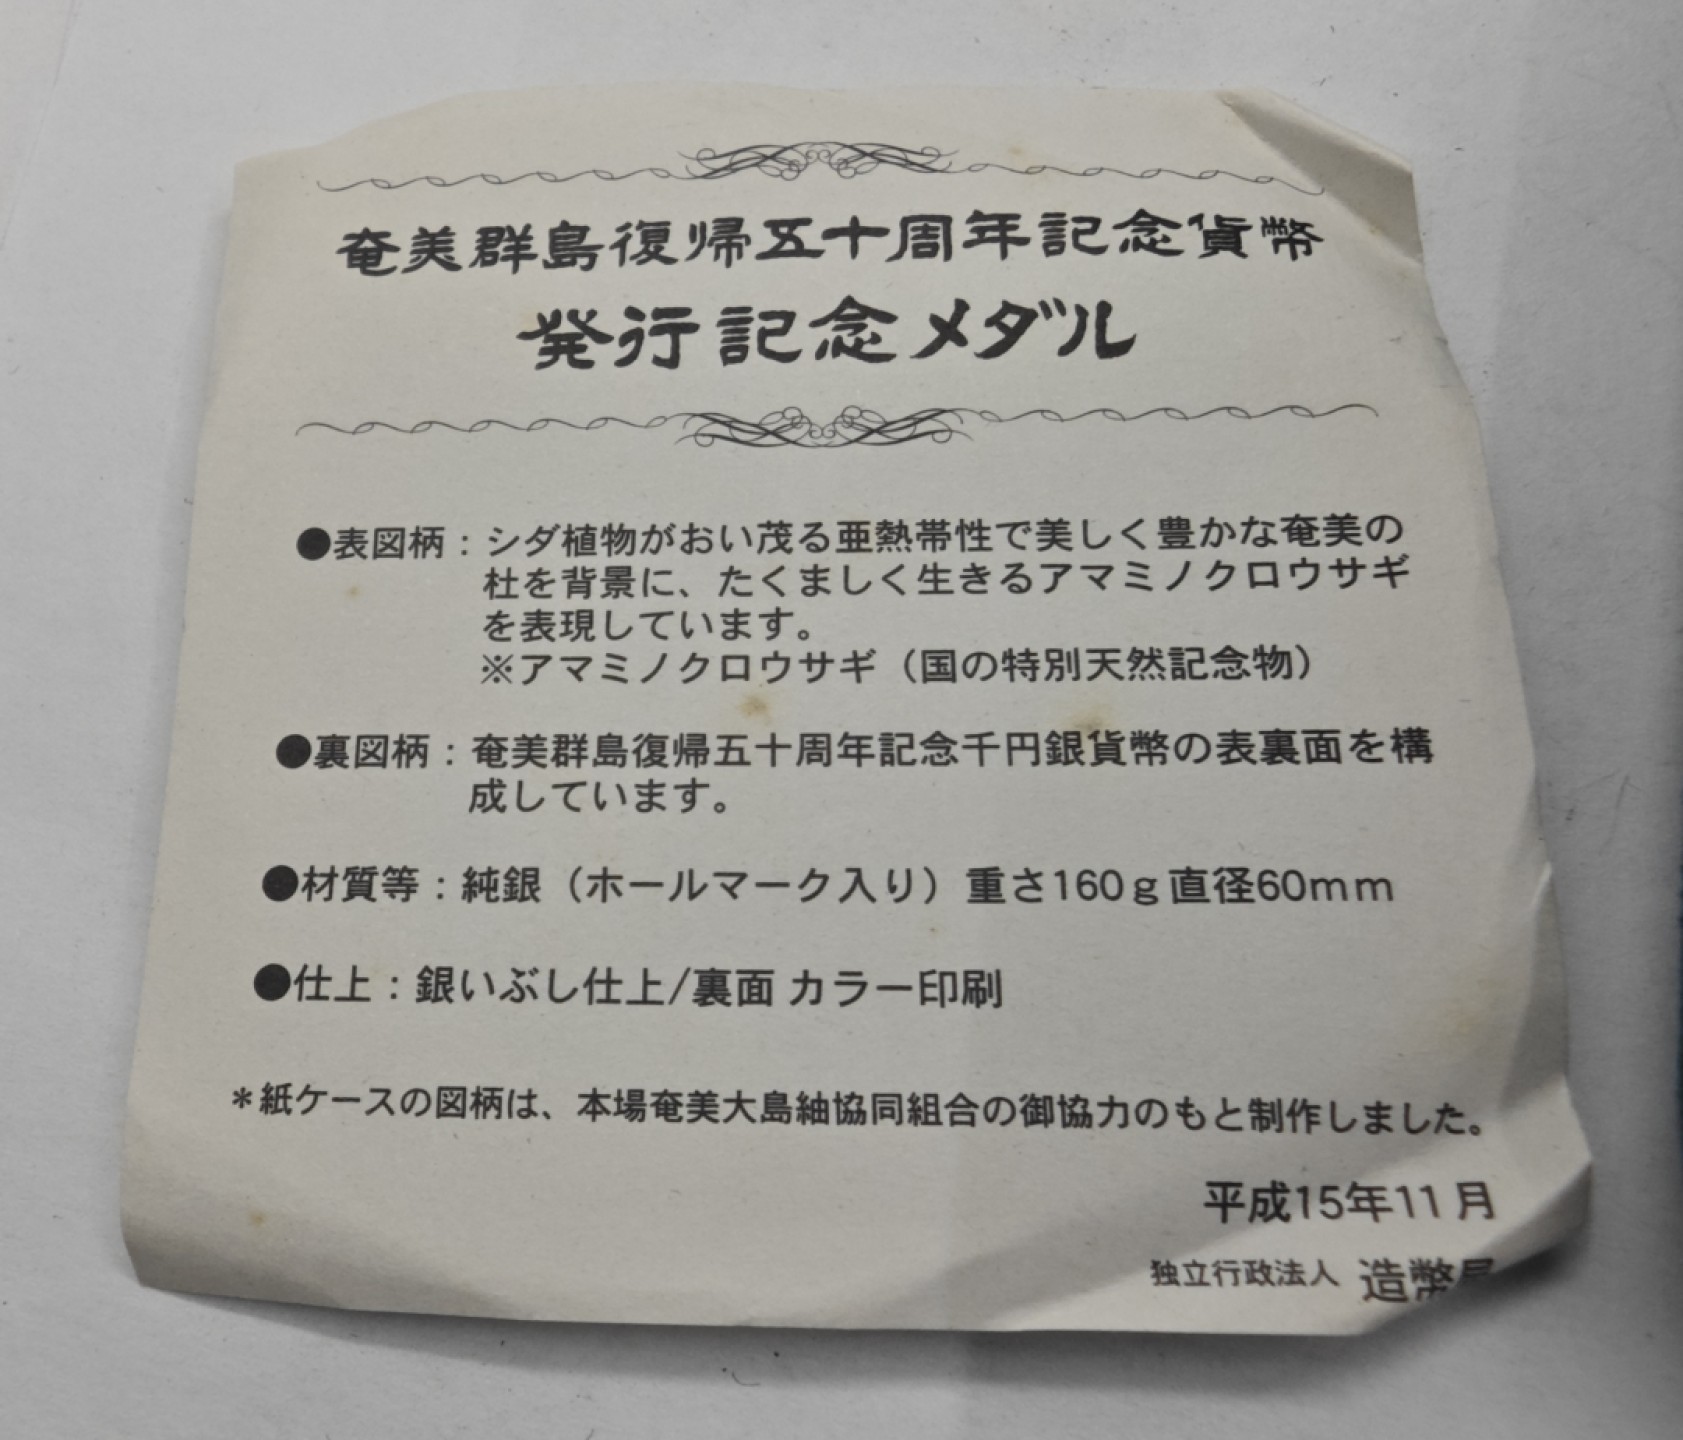 奄美群島復帰五十周年記念貨幣
発行記念メダル
●表図柄：シダ植物がおい茂る亜熱帯性で美しく豊かな奄美の
杜を背景に、たくましく生きるアマミノクロウサギ
を表現しています。
※アマミノクロウサギ（国の特別天然記念物）
●裏図柄：奄美群島復帰五十周年記念千円銀貨幣の表裏面を構
成しています。
●材質等：純銀（ホールマーク入り）重さ160ｇ直径60ｍｍ
●仕上：銀いぶし仕上/裏面 カラー印刷
＊紙ケースの図柄は、本場奄美大島紬協同組合の御協力のもと制作しました。
平成15年11月
独立行政法人 造幣局